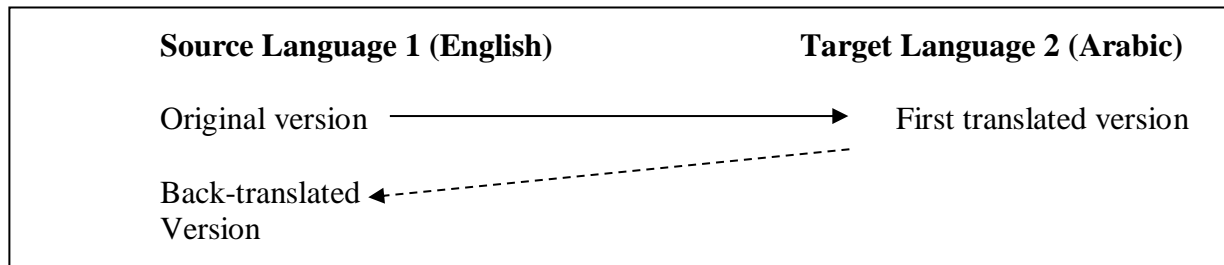 Source Language 1 (English) Target Language 2 (Arabic)
Original version First translated version
Back-translated
Version